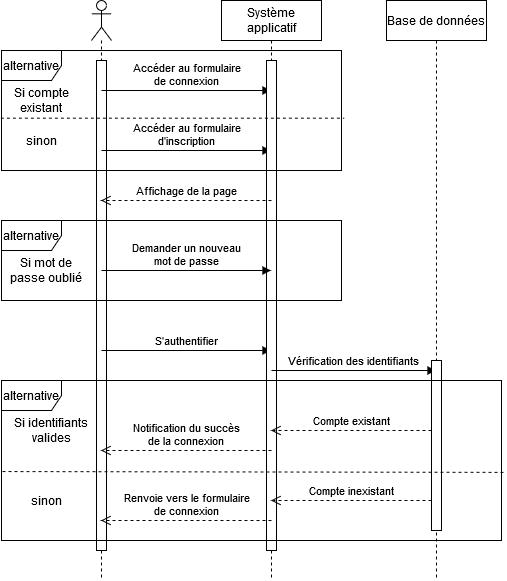 Système
applicatif
Base de données
alternative
Accéder au formulaire
de connexion
Si compte
existant
Accéder au formulaire
d'inscription
sinon
Affichage de la page
alternative
Demander un nouveau
mot de passe
Si mot de
passe oublié
S'authentifier
Vérification des identifiants
alternative
Si identifiants
valides
Compte existant
Notification du succès
de la connexion
Compte inexistant
sinon
Renvoie vers le formulaire
de connexion